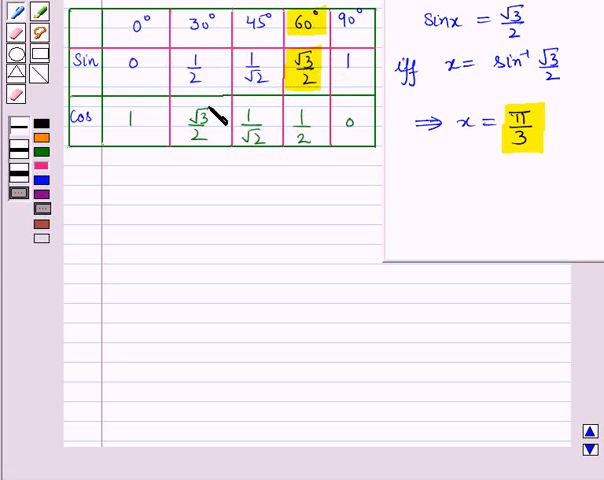 0° 30° 45° 60° 90°
Sin 0 1/2 1/√2 √3/2 1
Cos 1 √3/2 1/√2 1/2 0
Sinx = √3/2
iff x = sin⁻¹ √3/2
⇒ x = π/3